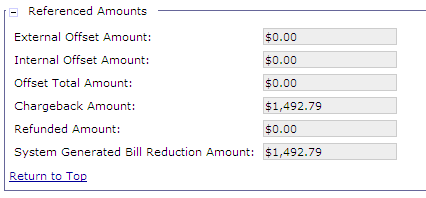 Referenced Amounts
External Offset Amount: $0.00
Internal Offset Amount: $0.00
Offset Total Amount: $0.00
Chargeback Amount: $1,492.79
Refunded Amount: $0.00
System Generated Bill Reduction Amount: $1,492.79
Return to Top